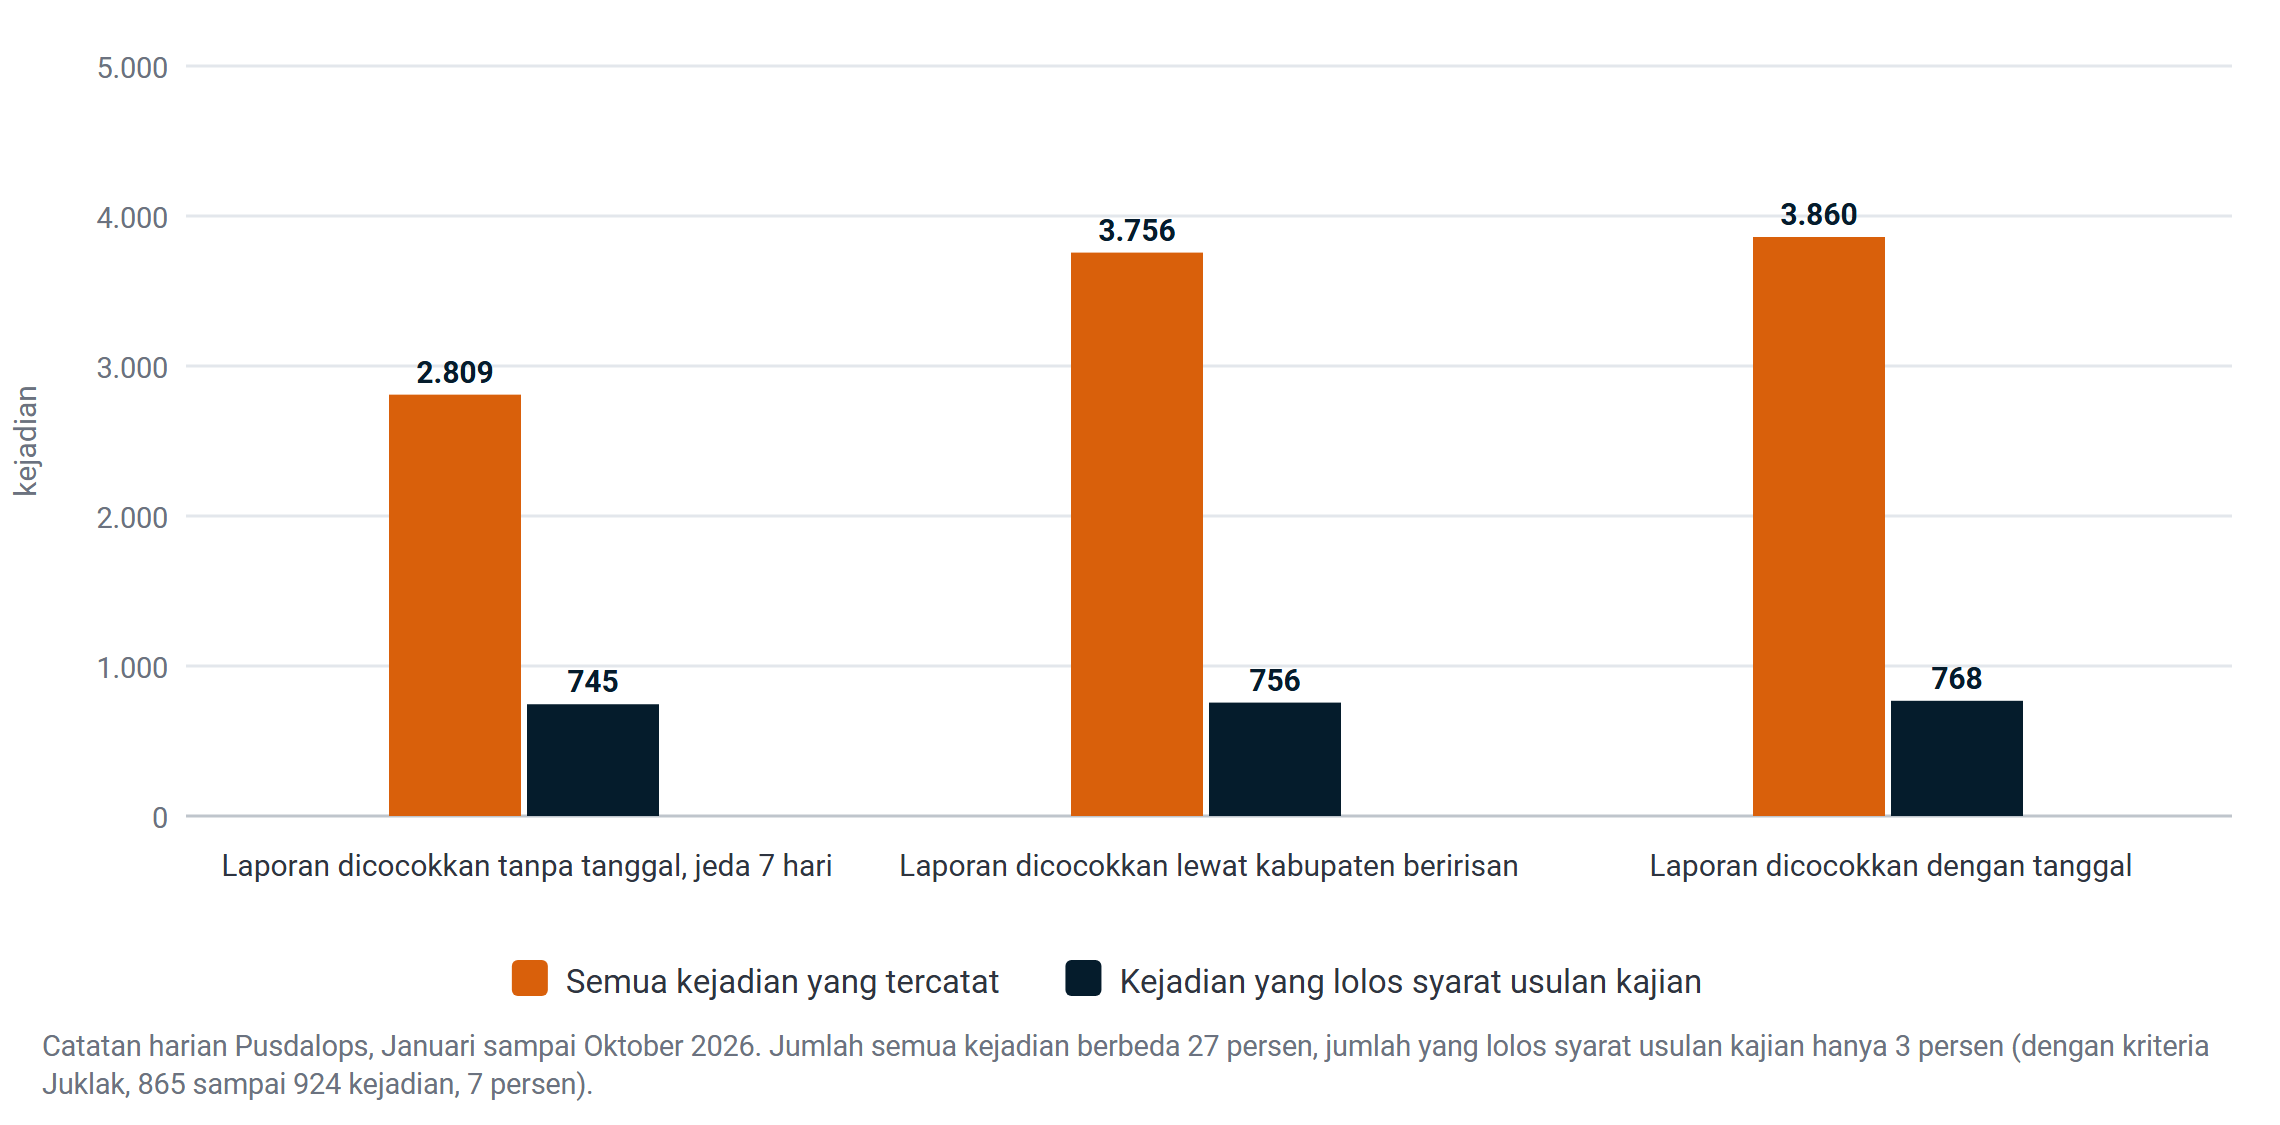 5.000
4.000
3.000
2.000
1.000
0
kejadian
2.809
745
3.756
756
3.860
768
Laporan dicocokkan tanpa tanggal, jeda 7 hari
Laporan dicocokkan lewat kabupaten beririsan
Laporan dicocokkan dengan tanggal
Semua kejadian yang tercatat
Kejadian yang lolos syarat usulan kajian
Catatan harian Pusdalops, Januari sampai Oktober 2026. Jumlah semua kejadian berbeda 27 persen, jumlah yang lolos syarat usulan kajian hanya 3 persen (dengan kriteria
Juklak, 865 sampai 924 kejadian, 7 persen).